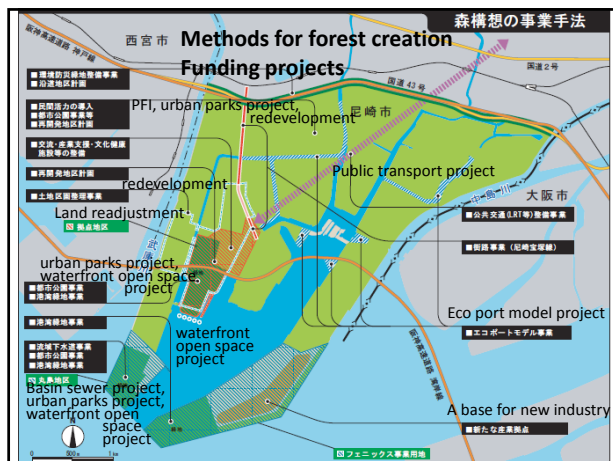 森構想の事業手法
Methods for forest creation
Funding projects
西宮市
阪神高速道路 神戸線
国道2号
国道43号
尼崎市
大阪市
中島川
■環境防災緑地整備事業
■沿道地区計画
■民間活力の導入
■都市公園事業等
■再開発地区計画
PFI, urban parks project,
redevelopment
■交流・産業支援・文化健康
施設等の整備
■再開発地区計画
redevelopment
■土地区画整理事業
Land readjustment
拠点地区
Public transport project
■公共交通(LRT等)整備事業
■街路事業(尼崎宝塚線)
urban parks project,
waterfront open space
project
■都市公園事業
■港湾緑地事業
■港湾緑地事業
waterfront
open space
project
Eco port model project
■エコポートモデル事業
阪神高速道路 湾岸線
■流域下水道事業
■都市公園事業
■港湾緑地事業
丸島地区
Basin sewer project,
urban parks project,
waterfront open
space
project
A base for new industry
■新たな産業拠点
フェニックス事業用地
0 500m 1km